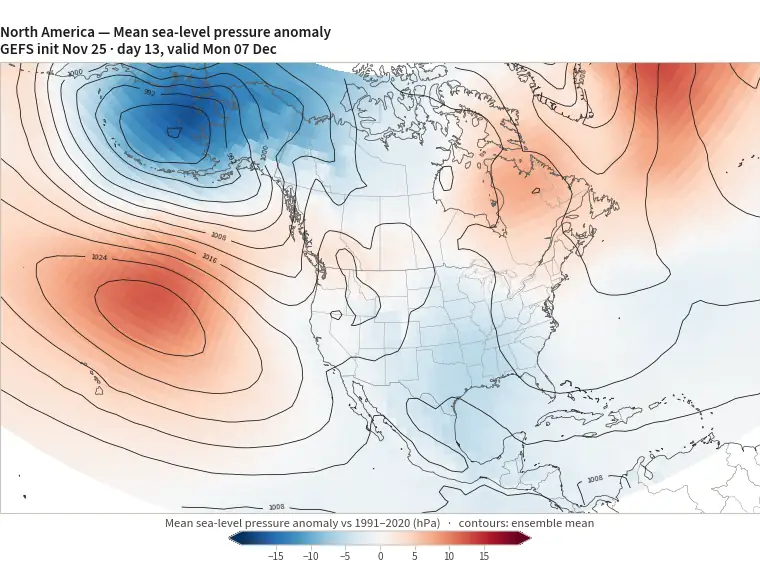 North America — Mean sea-level pressure anomaly
GEFS init Nov 25 · day 13, valid Mon 07 Dec
1000
992
1000
1008
1016
1024
1008
1008
Mean sea-level pressure anomaly vs 1991–2020 (hPa) · contours: ensemble mean
−15 −10 −5 0 5 10 15